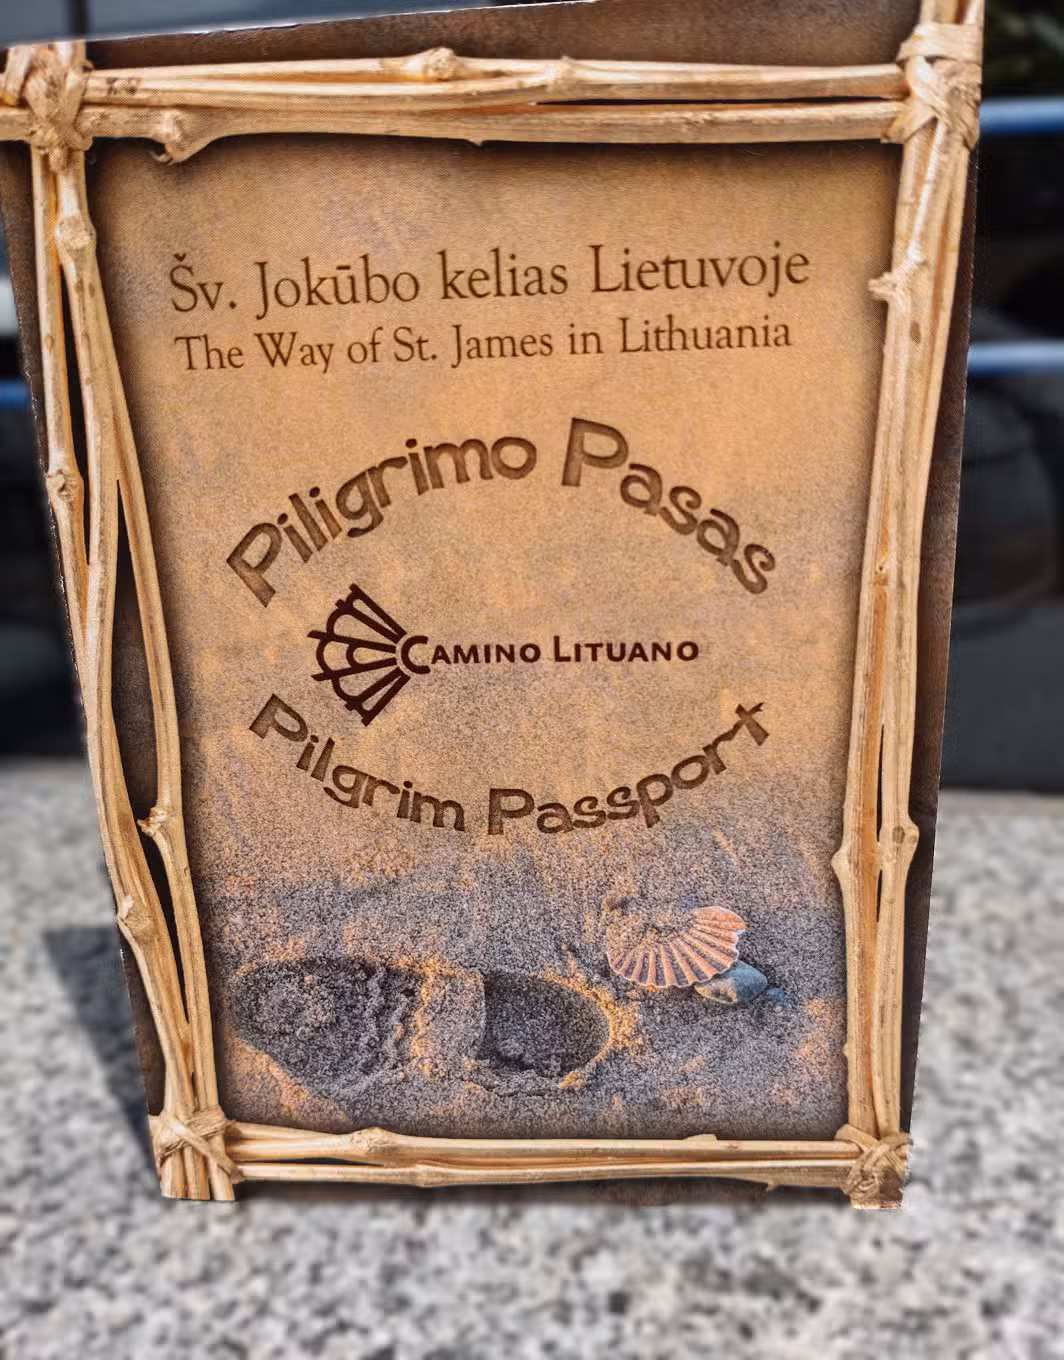 Šv. Jokūbo kelias Lietuvoje
The Way of St. James in Lithuania
Piligrimo Pasas
CAMINO LITUANO
Pilgrim Passport